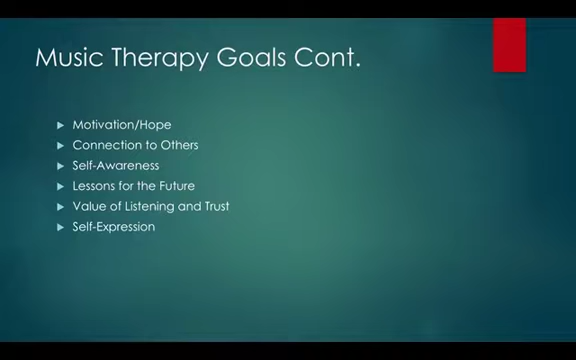 Music Therapy Goals Cont.
Motivation/Hope
Connection to Others
Self-Awareness
Lessons for the Future
Value of Listening and Trust
Self-Expression